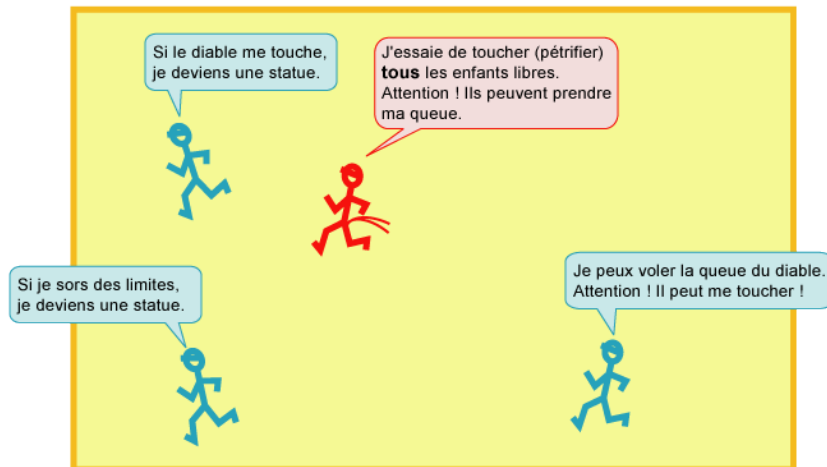 Si le diable me touche,
je deviens une statue.
J'essaie de toucher (pétrifier)
tous les enfants libres.
Attention ! Ils peuvent prendre
ma queue.
Si je sors des limites,
je deviens une statue.
Je peux voler la queue du diable.
Attention ! Il peut me toucher !